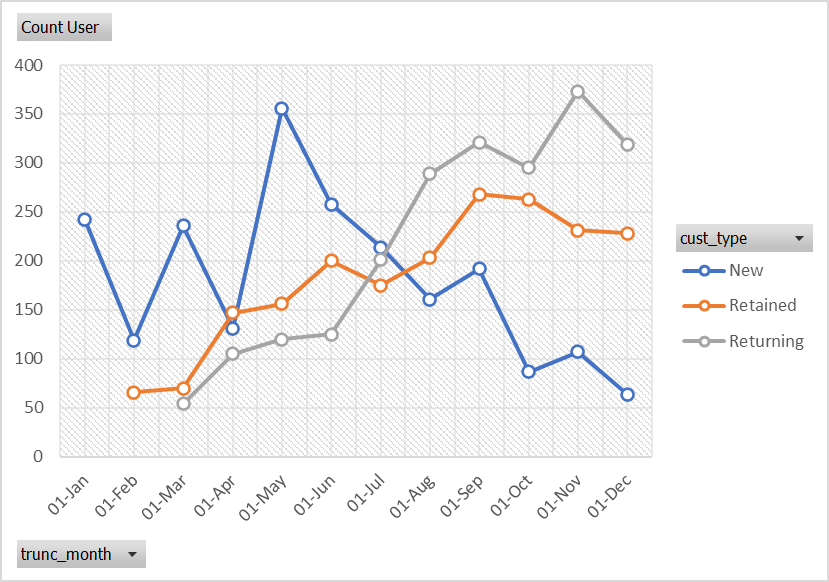 Count User
400
350
300
250
200
150
100
50
0
01-Jan 01-Feb 01-Mar 01-Apr 01-May 01-Jun 01-Jul 01-Aug 01-Sep 01-Oct 01-Nov 01-Dec
cust_type
New
Retained
Returning
trunc_month